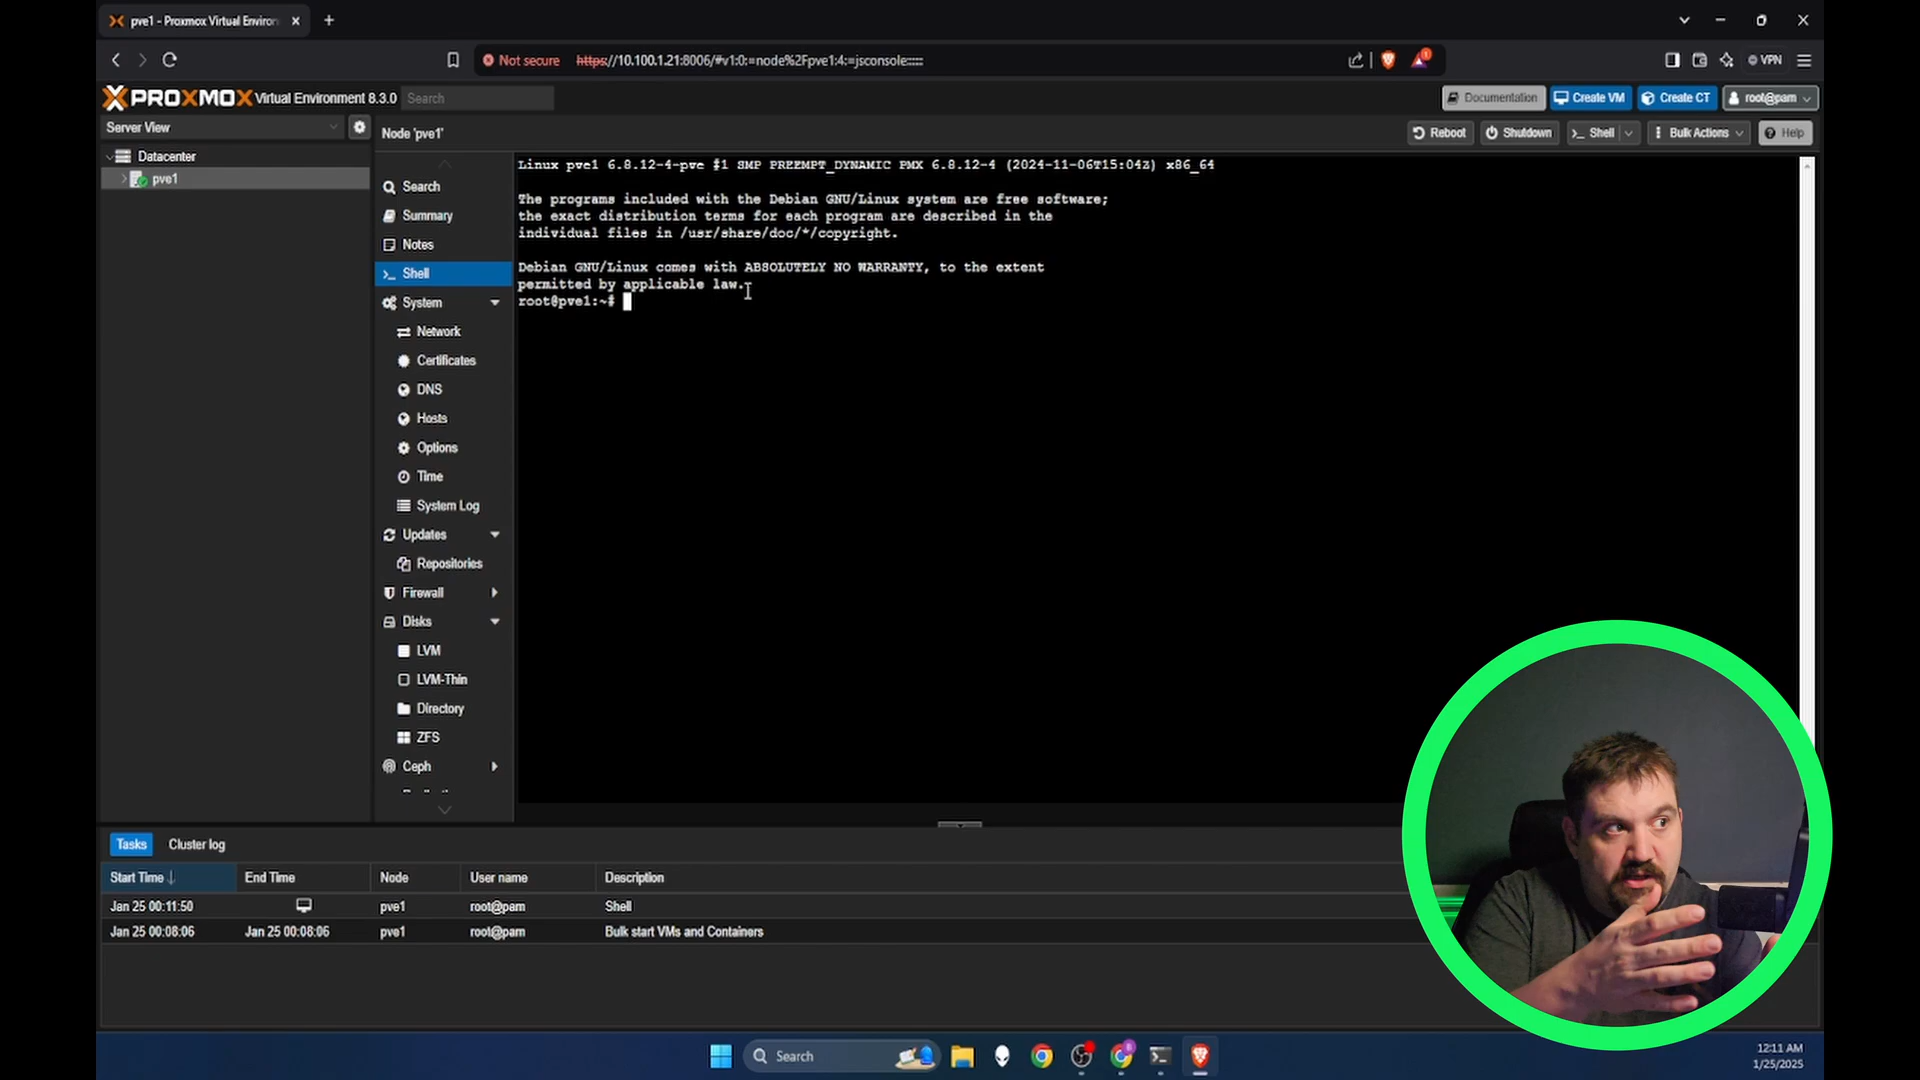 pve1 - Proxmox Virtual Environ
Not secure https://10.100.1.21:8006/#v1:0:=node%2Fpve1:4:=jsconsole:::::
VPN
PROXMOX Virtual Environment 8.3.0 Search
Documentation Create VM Create CT root@pam
Server View
Node 'pve1'
Reboot Shutdown Shell Bulk Actions Help
Datacenter
pve1
Search
Summary
Notes
Shell
System
Network
Certificates
DNS
Hosts
Options
Time
System Log
Updates
Repositories
Firewall
Disks
LVM
LVM-Thin
Directory
ZFS
Ceph
Linux pve1 6.8.12-4-pve #1 SMP PREEMPT_DYNAMIC PMX 6.8.12-4 (2024-11-06T15:04Z) x86_64
The programs included with the Debian GNU/Linux system are free software;
the exact distribution terms for each program are described in the
individual files in /usr/share/doc/*/copyright.
Debian GNU/Linux comes with ABSOLUTELY NO WARRANTY, to the extent
permitted by applicable law.
root@pve1:~#
Tasks Cluster log
Start Time End Time Node User name Description
Jan 25 00:11:50 pve1 root@pam Shell
Jan 25 00:08:06 Jan 25 00:08:06 pve1 root@pam Bulk start VMs and Containers
Search
12:11 AM
1/25/2025